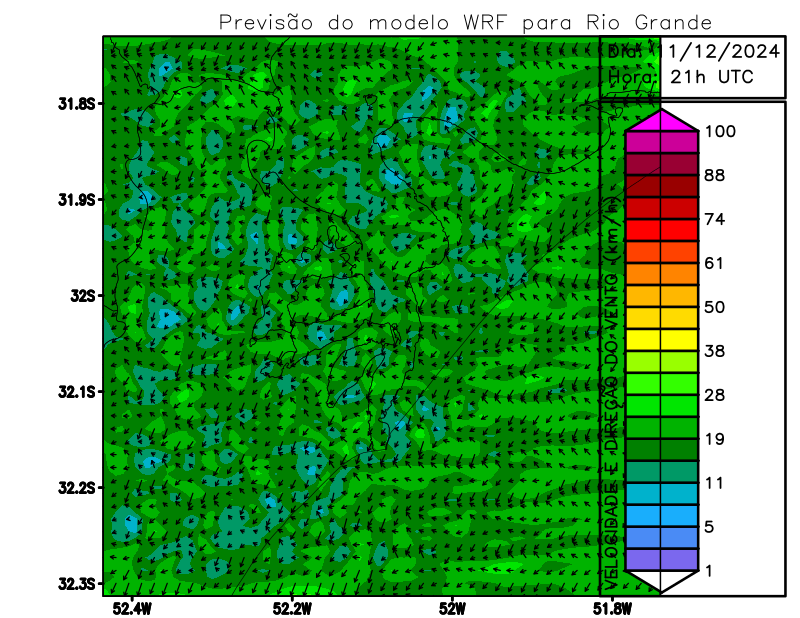 Previsão do modelo WRF para Rio Grande
Dia: 11/12/2024
Hora: 21h UTC
31.8S
31.9S
32S
32.1S
32.2S
32.3S
52.4W
52.2W
52W
51.8W
VELOCIDADE E DIREÇÃO DO VENTO (km/h)
100
88
74
61
50
38
28
19
11
5
1